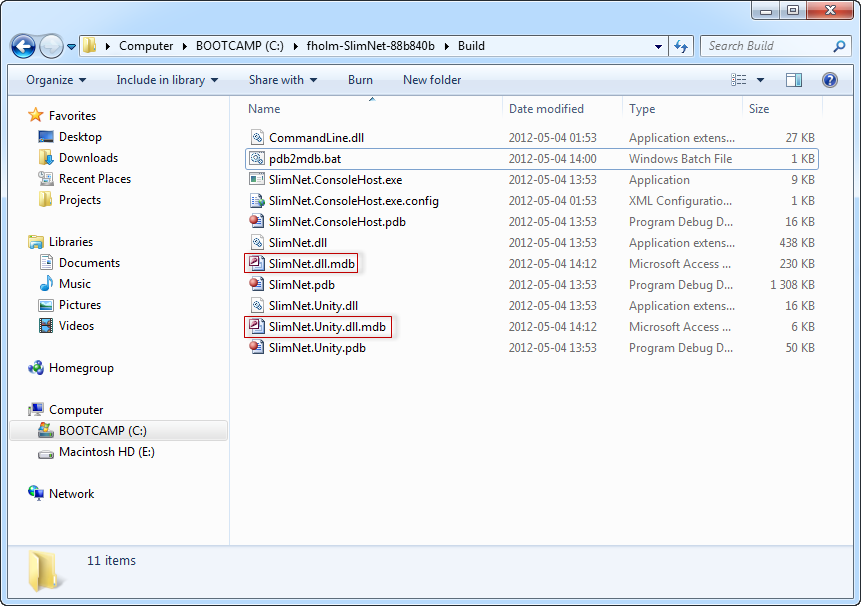 Computer BOOTCAMP (C:) fholm-SlimNet-88b840b Build Search Build
Organize Include in library Share with Burn New folder
Favorites
Desktop
Downloads
Recent Places
Projects
Libraries
Documents
Music
Pictures
Videos
Homegroup
Computer
BOOTCAMP (C:)
Macintosh HD (E:)
Network
Name Date modified Type Size
CommandLine.dll 2012-05-04 01:53 Application extens... 27 KB
pdb2mdb.bat 2012-05-04 14:00 Windows Batch File 1 KB
SlimNet.ConsoleHost.exe 2012-05-04 13:53 Application 9 KB
SlimNet.ConsoleHost.exe.config 2012-05-04 01:53 XML Configuratio... 1 KB
SlimNet.ConsoleHost.pdb 2012-05-04 13:53 Program Debug D... 16 KB
SlimNet.dll 2012-05-04 13:53 Application extens... 438 KB
SlimNet.dll.mdb 2012-05-04 14:12 Microsoft Access ... 230 KB
SlimNet.pdb 2012-05-04 13:53 Program Debug D... 1 308 KB
SlimNet.Unity.dll 2012-05-04 13:53 Application extens... 16 KB
SlimNet.Unity.dll.mdb 2012-05-04 14:12 Microsoft Access ... 6 KB
SlimNet.Unity.pdb 2012-05-04 13:53 Program Debug D... 50 KB
11 items